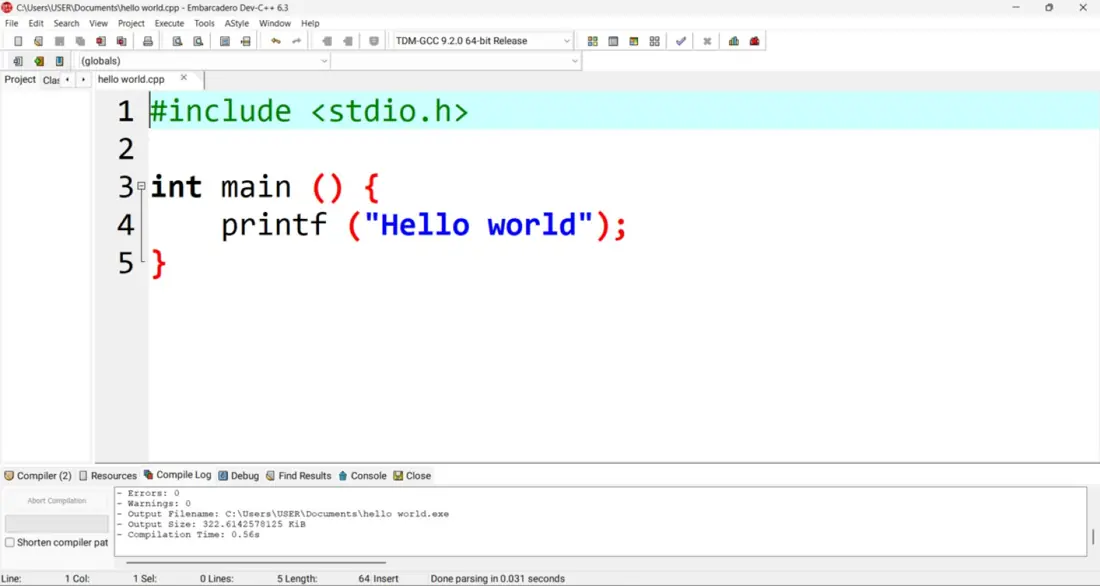 C:\Users\USER\Documents\hello world.cpp - Embarcadero Dev-C++ 6.3
File Edit Search View Project Execute Tools AStyle Window Help
TDM-GCC 9.2.0 64-bit Release
(globals)
Project Clas hello world.cpp
1 #include <stdio.h>
2
3 int main () {
4 printf ("Hello world");
5 }
Compiler (2) Resources Compile Log Debug Find Results Console Close
Abort Compilation
- Errors: 0
- Warnings: 0
- Output Filename: C:\Users\USER\Documents\hello world.exe
- Output Size: 322.6142578125 KiB
- Compilation Time: 0.56s
Shorten compiler pat
Line: 1 Col: 1 Sel: 0 Lines: 5 Length: 64 Insert Done parsing in 0.031 seconds